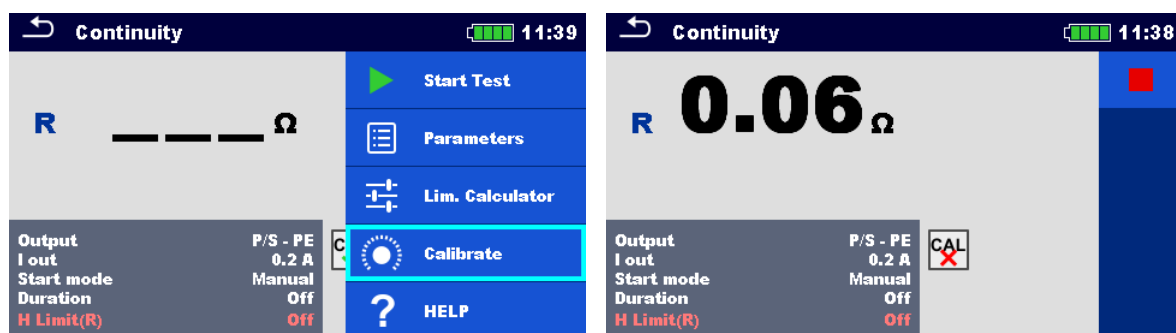 Continuity 11:39
R _ _ _ Ω
Start Test
Parameters
Lim. Calculator
Calibrate
? HELP
Output P/S - PE
I out 0.2 A
Start mode Manual
Duration Off
H Limit(R) Off
Continuity 11:38
R 0.06 Ω
Output P/S - PE
I out 0.2 A
Start mode Manual
Duration Off
H Limit(R) Off
CAL